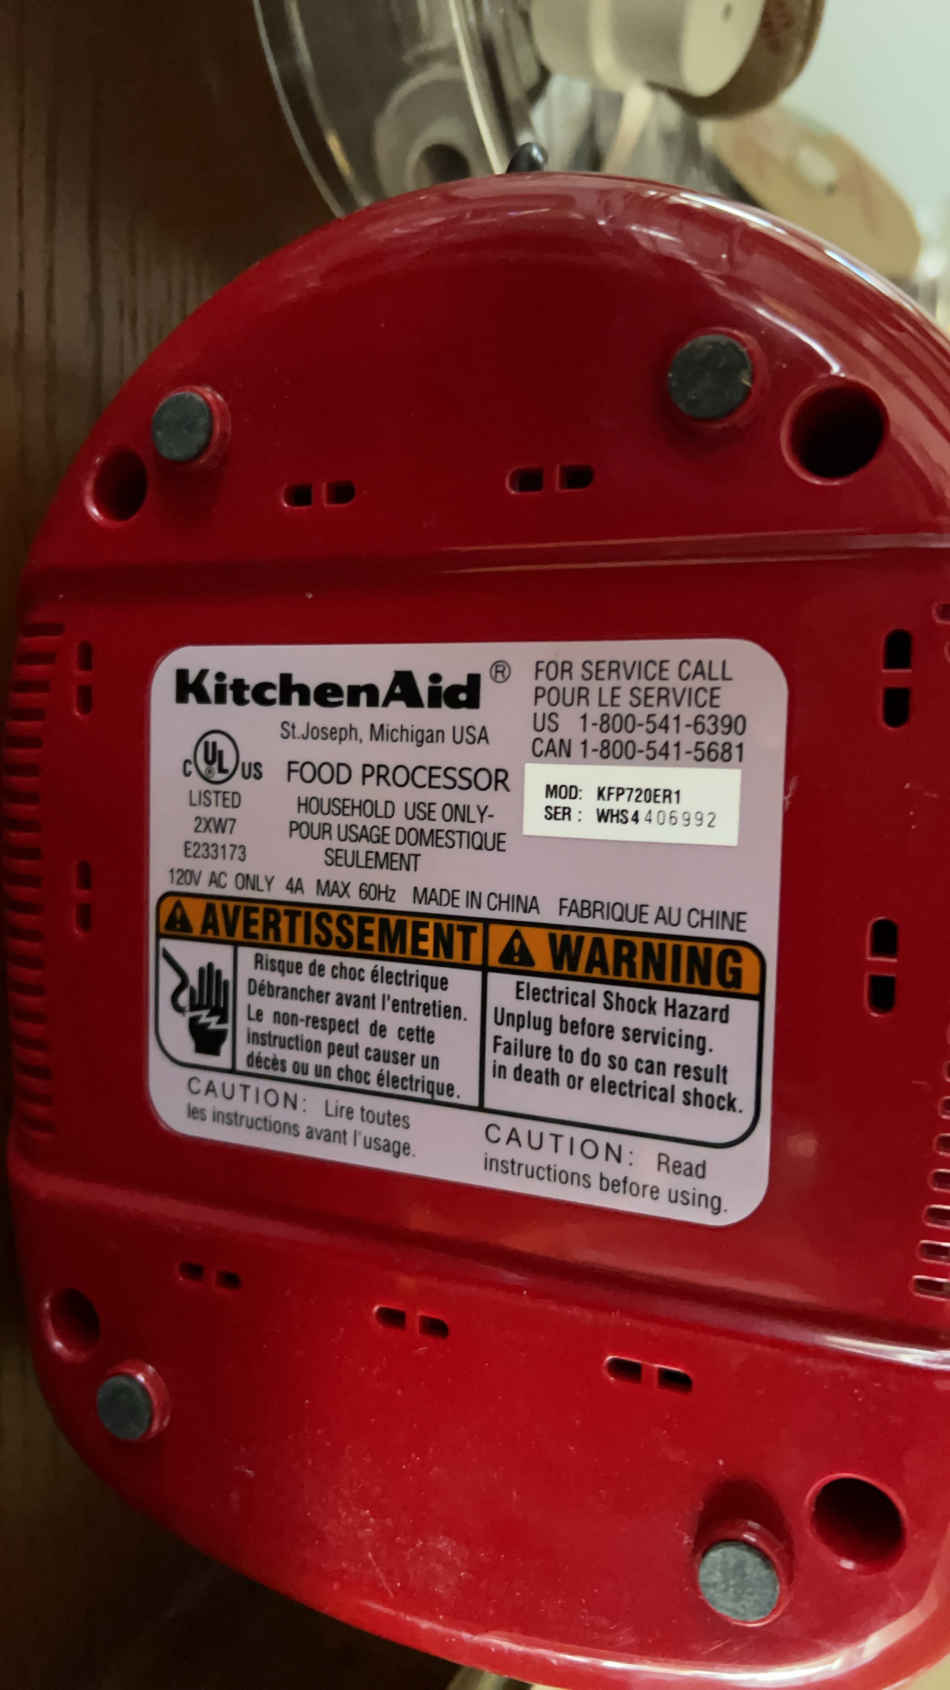 KitchenAid®
St.Joseph, Michigan USA
FOR SERVICE CALL
POUR LE SERVICE
US 1-800-541-6390
CAN 1-800-541-5681
C UL ® US
LISTED
2XW7
E233173
FOOD PROCESSOR
HOUSEHOLD USE ONLY-
POUR USAGE DOMESTIQUE
SEULEMENT
MOD: KFP720ER1
SER : WHS4406992
120V AC ONLY 4A MAX 60Hz MADE IN CHINA FABRIQUE AU CHINE
AVERTISSEMENT
Risque de choc électrique
Débrancher avant l'entretien.
Le non-respect de cette
instruction peut causer un
décès ou un choc électrique.
WARNING
Electrical Shock Hazard
Unplug before servicing.
Failure to do so can result
in death or electrical shock.
CAUTION: Lire toutes
les instructions avant l'usage.
CAUTION: Read
instructions before using.